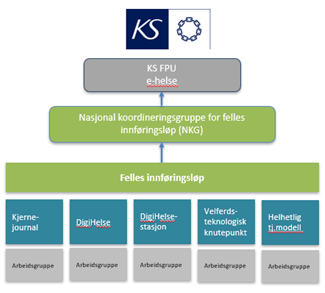 KS
KS FPU
e-helse
Nasjonal koordineringsgruppe for felles
innføringsløp (NKG)
Felles innføringsløp
Kjerne-
journal
DigiHelse
DigiHelse-
stasjon
Velferds-
teknologisk
knutepunkt
Helhetlig
tj.modell
Arbeidsgruppe
Arbeidsgruppe
Arbeidsgruppe
Arbeidsgruppe
Arbeidsgruppe